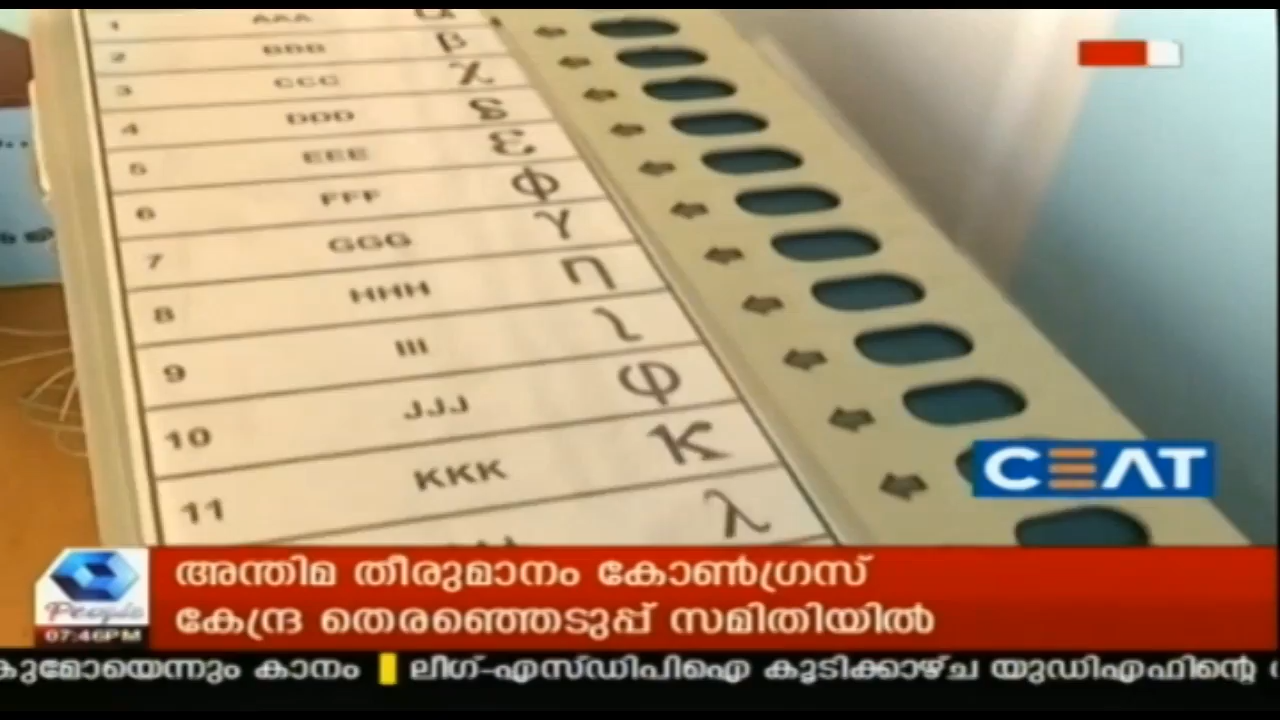 1 AAA α
2 BBB β
3 CCC χ
4 DDD
5 EEE ε
6 FFF ϕ
7 GGG γ
8 HHH η
9 III ι
10 JJJ φ
11 KKK κ
λ
CEAT
People
07:46PM
അന്തിമ തീരുമാനം കോൺഗ്രസ്
കേന്ദ്ര തെരഞ്ഞെടുപ്പ് സമിതിയിൽ
കുമോയെന്നും കാനം ലീഗ്-എസ്ഡിപിഐ കൂടിക്കാഴ്ച യുഡിഎഫിന്റെ